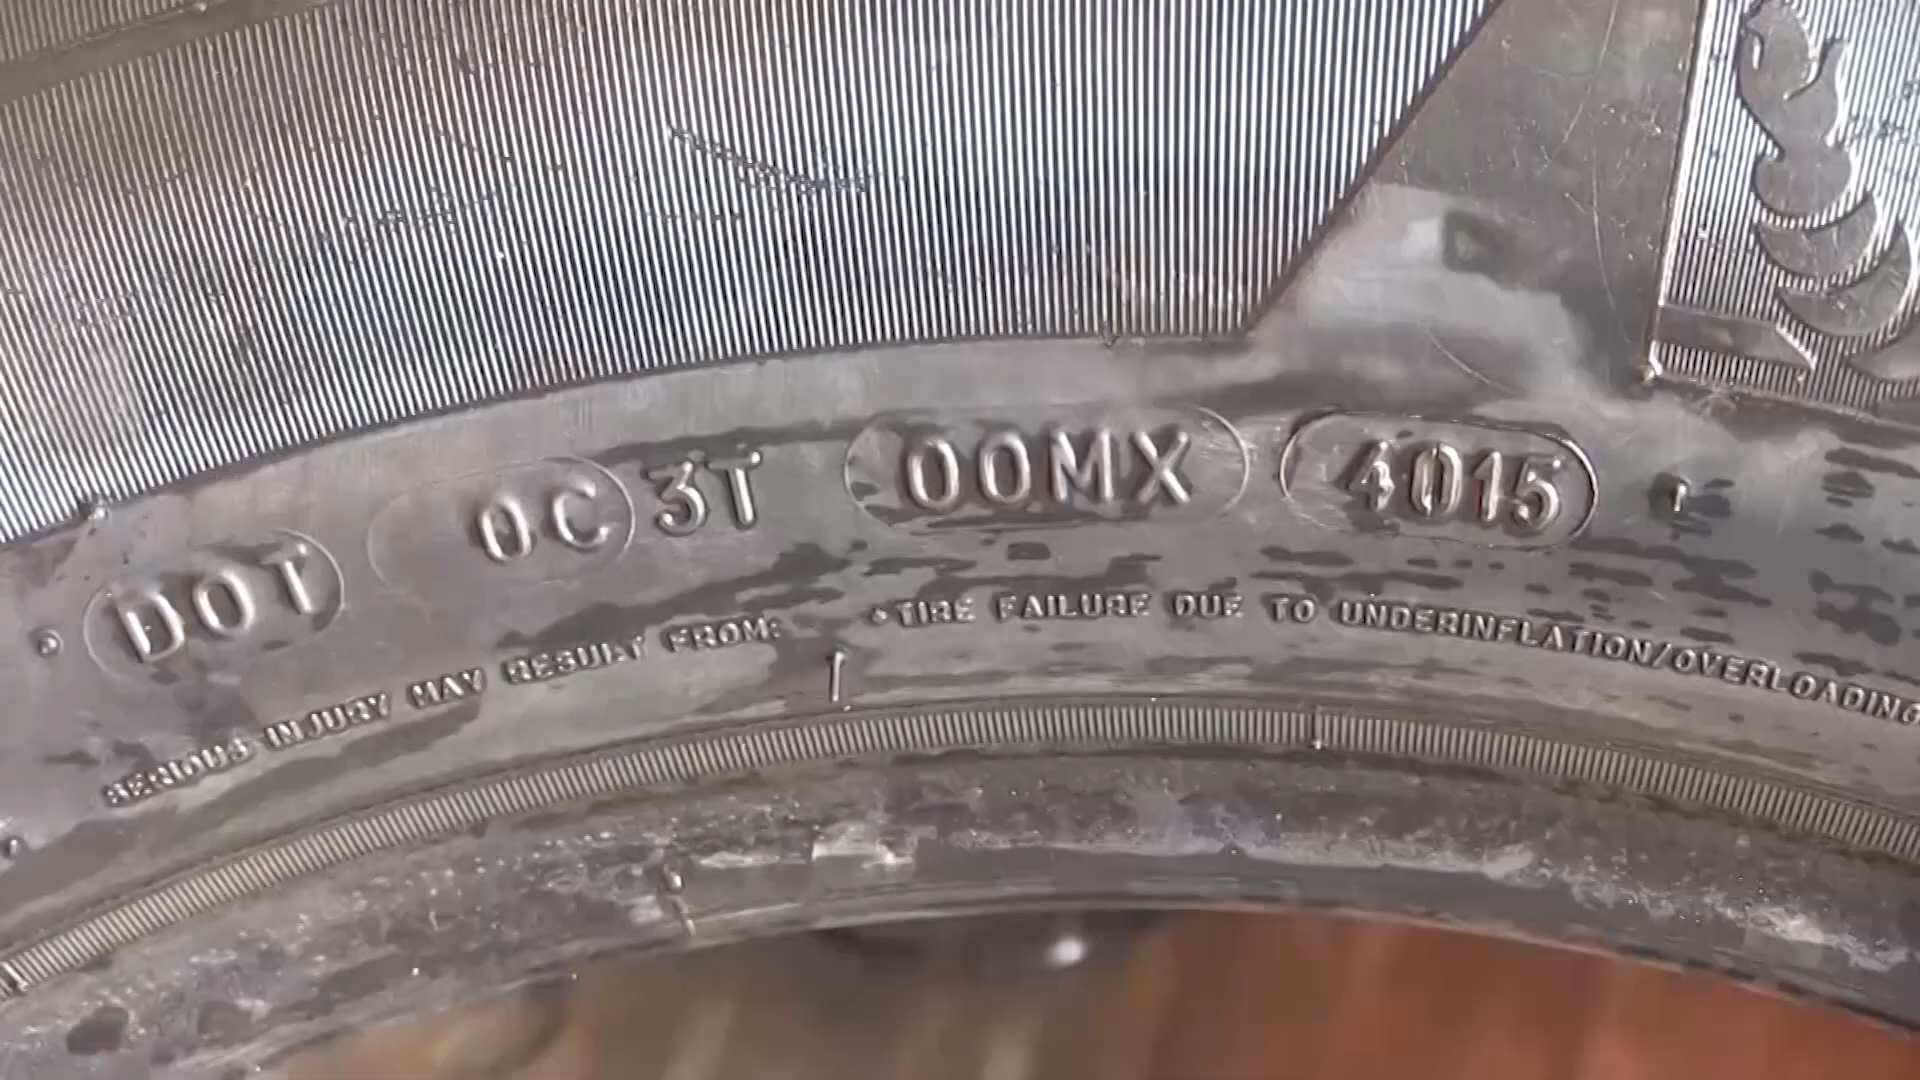 DOT 0C 3T 00MX 4015
SERIOUS INJURY MAY RESULT FROM: •TIRE FAILURE DUE TO UNDERINFLATION/OVERLOADING